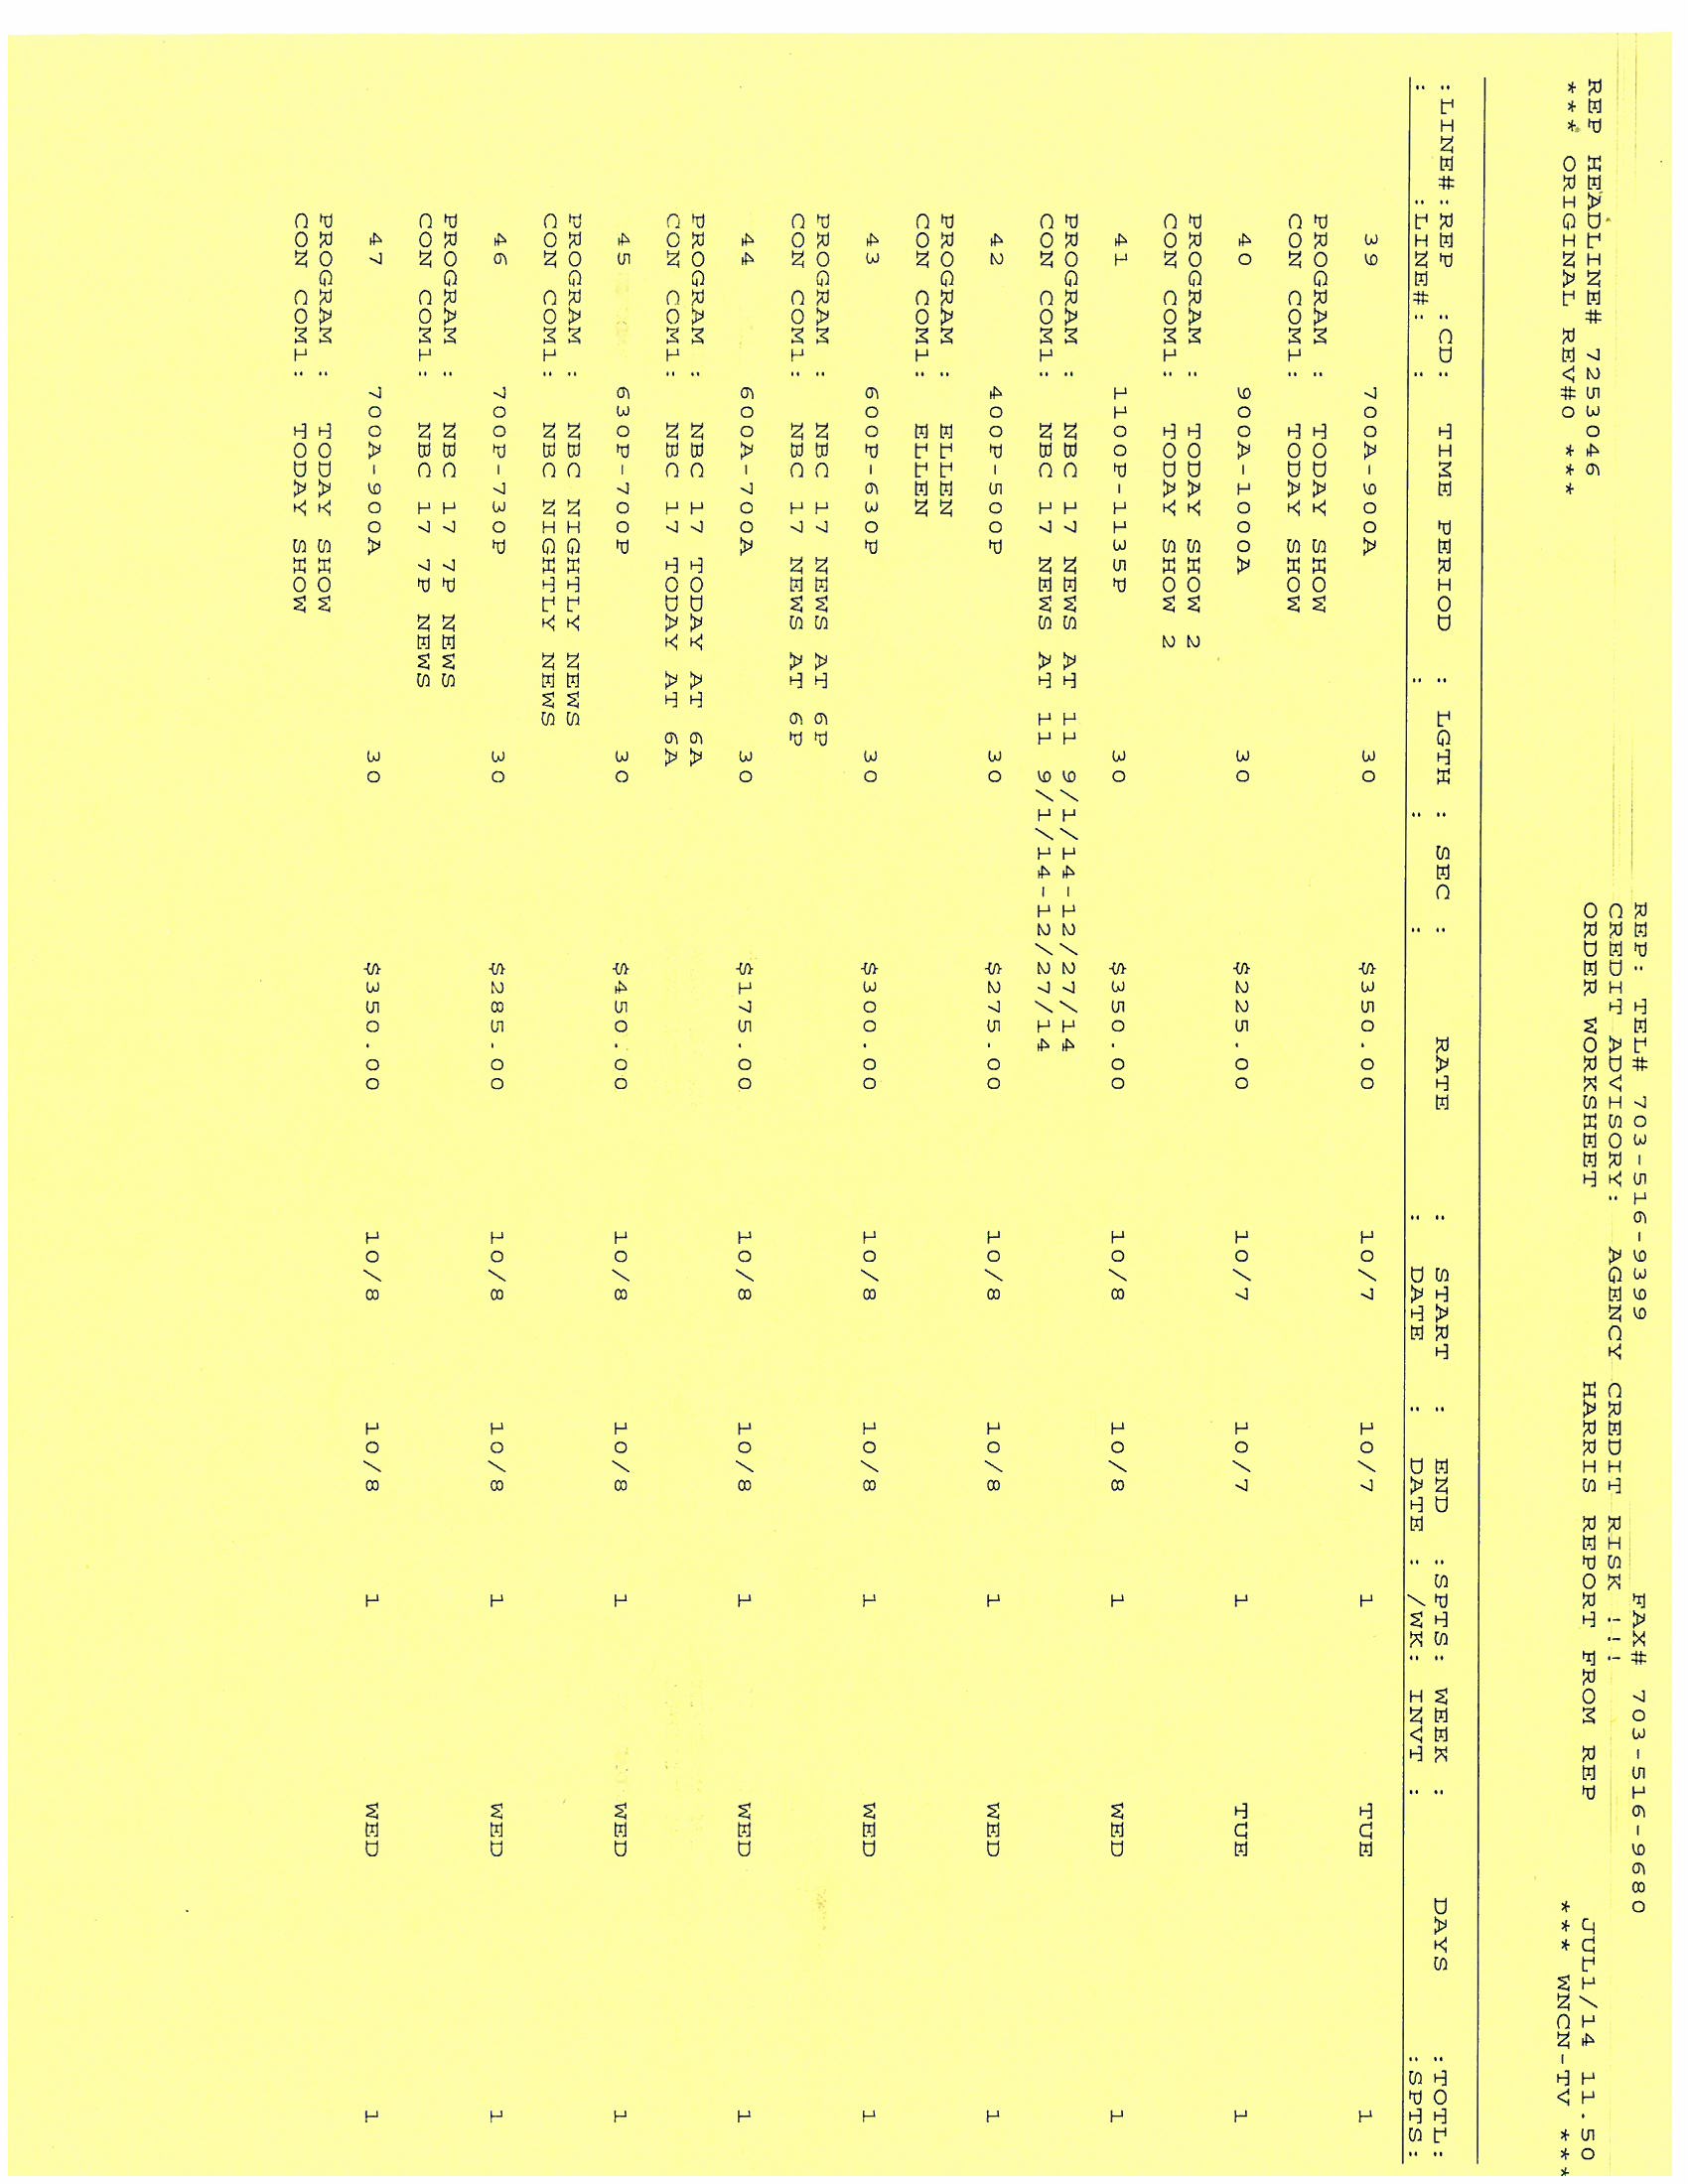 REP: TEL# 703-516-9399 FAX# 703-516-9680
CREDIT ADVISORY: AGENCY CREDIT RISK !!!
REP HEADLINE# 7253046 ORDER WORKSHEET HARRIS REPORT FROM REP JUL1/14 11.50
*** ORIGINAL REV#0 *** *** WNCN-TV ***
:LINE#:REP :CD: TIME PERIOD : LGTH : SEC : RATE : START : END :SPTS: WEEK : DAYS :TOTL:
: :LINE#: : : : : : DATE : DATE : /WK: INVT : :SPTS:
39 700A-900A 30 $350.00 10/7 10/7 1 TUE 1
PROGRAM : TODAY SHOW
CON COM1: TODAY SHOW
40 900A-1000A 30 $225.00 10/7 10/7 1 TUE 1
PROGRAM : TODAY SHOW 2
CON COM1: TODAY SHOW 2
41 1100P-1135P 30 $350.00 10/8 10/8 1 WED 1
PROGRAM : NBC 17 NEWS AT 11 9/1/14-12/27/14
CON COM1: NBC 17 NEWS AT 11 9/1/14-12/27/14
42 400P-500P 30 $275.00 10/8 10/8 1 WED 1
PROGRAM : ELLEN
CON COM1: ELLEN
43 600P-630P 30 $300.00 10/8 10/8 1 WED 1
PROGRAM : NBC 17 NEWS AT 6P
CON COM1: NBC 17 NEWS AT 6P
44 600A-700A 30 $175.00 10/8 10/8 1 WED 1
PROGRAM : NBC 17 TODAY AT 6A
CON COM1: NBC 17 TODAY AT 6A
45 630P-700P 30 $450.00 10/8 10/8 1 WED 1
PROGRAM : NBC NIGHTLY NEWS
CON COM1: NBC NIGHTLY NEWS
46 700P-730P 30 $285.00 10/8 10/8 1 WED 1
PROGRAM : NBC 17 7P NEWS
CON COM1: NBC 17 7P NEWS
47 700A-900A 30 $350.00 10/8 10/8 1 WED 1
PROGRAM : TODAY SHOW
CON COM1: TODAY SHOW